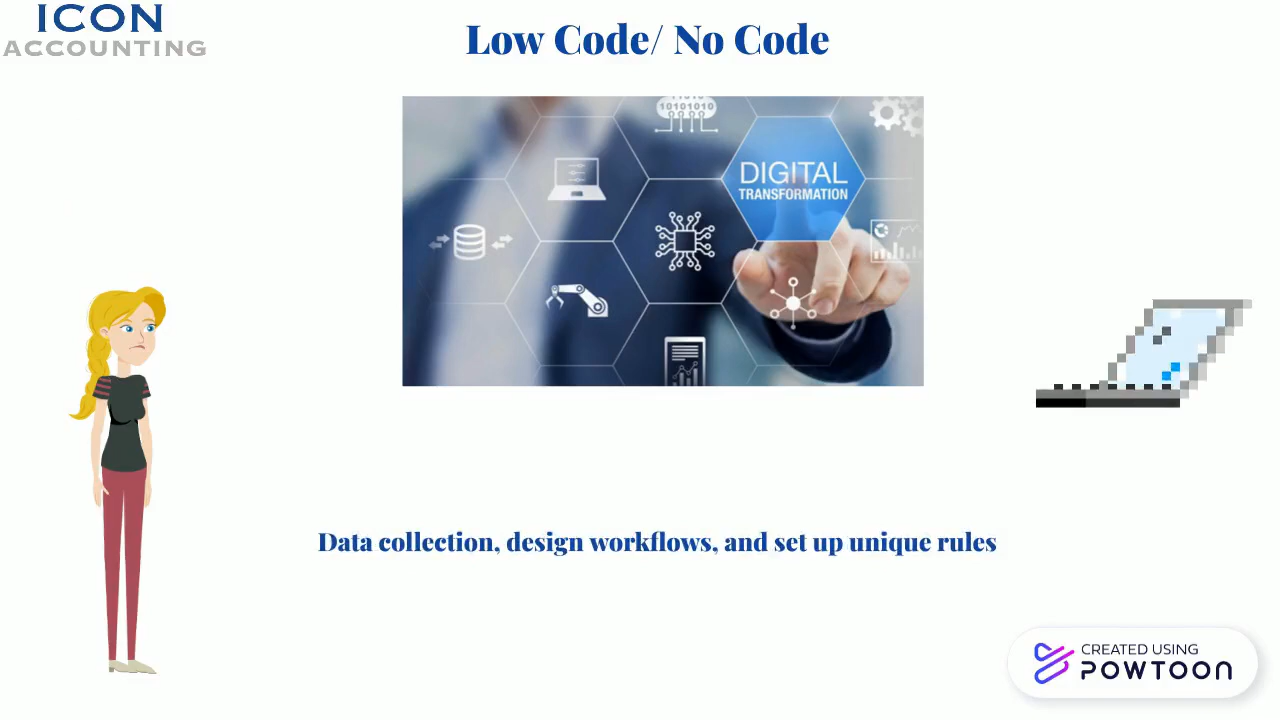 ICON
ACCOUNTING
Low Code/ No Code
10101010
DIGITAL
TRANSFORMATION
Data collection, design workflows, and set up unique rules
CREATED USING
POWTOON